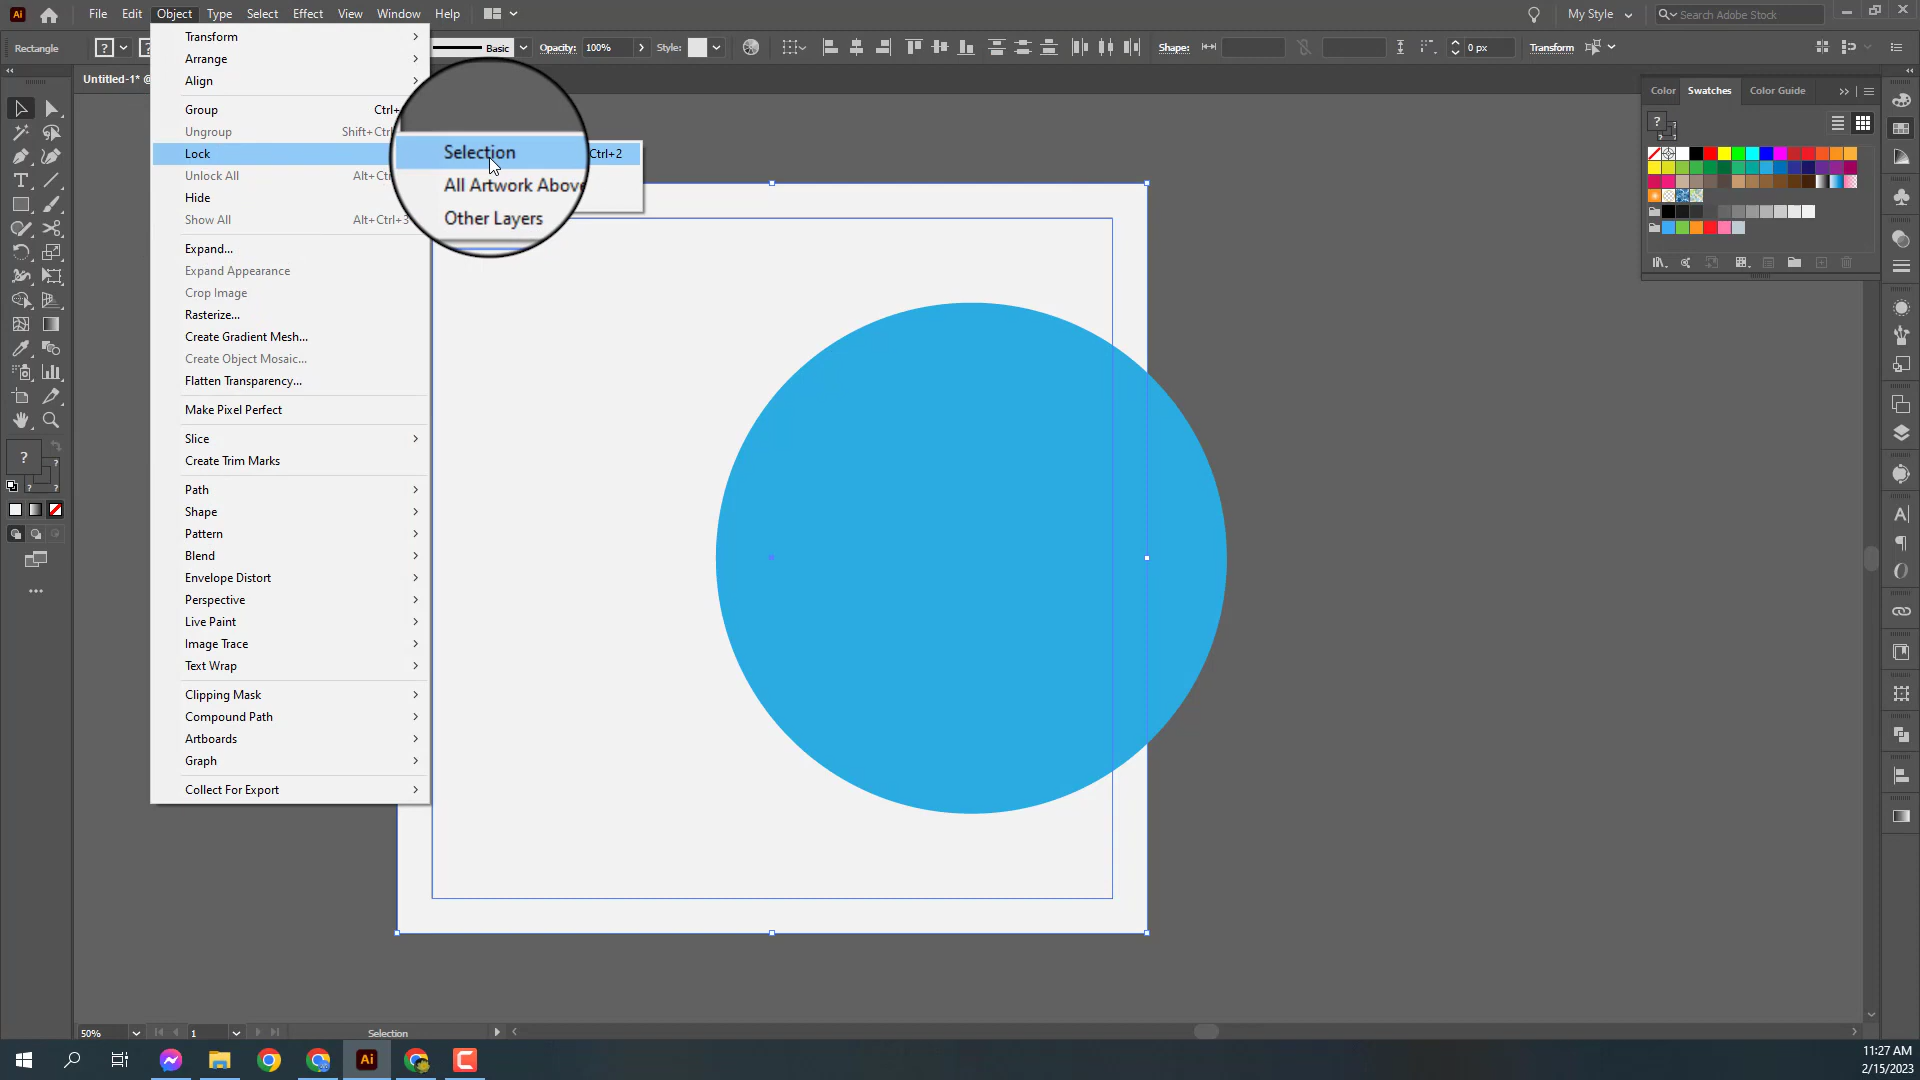 Ai File Edit Object Type Select Effect View Window Help My Style Search Adobe Stock
Rectangle ? ? Basic Opacity: 100% Style: Shape: 0 px Transform
Untitled-1* @
Transform
Arrange
Align
Group Ctrl+
Ungroup Shift+Ctrl
Lock
Unlock All Alt+Ctrl
Hide
Show All Alt+Ctrl+3
Expand...
Expand Appearance
Crop Image
Rasterize...
Create Gradient Mesh...
Create Object Mosaic...
Flatten Transparency...
Make Pixel Perfect
Slice
Create Trim Marks
Path
Shape
Pattern
Blend
Envelope Distort
Perspective
Live Paint
Image Trace
Text Wrap
Clipping Mask
Compound Path
Artboards
Graph
Collect For Export
Selection Ctrl+2
All Artwork Above
Other Layers
Color Swatches Color Guide
?
?
50% 1 Selection
Ai
11:27 AM
2/15/2023